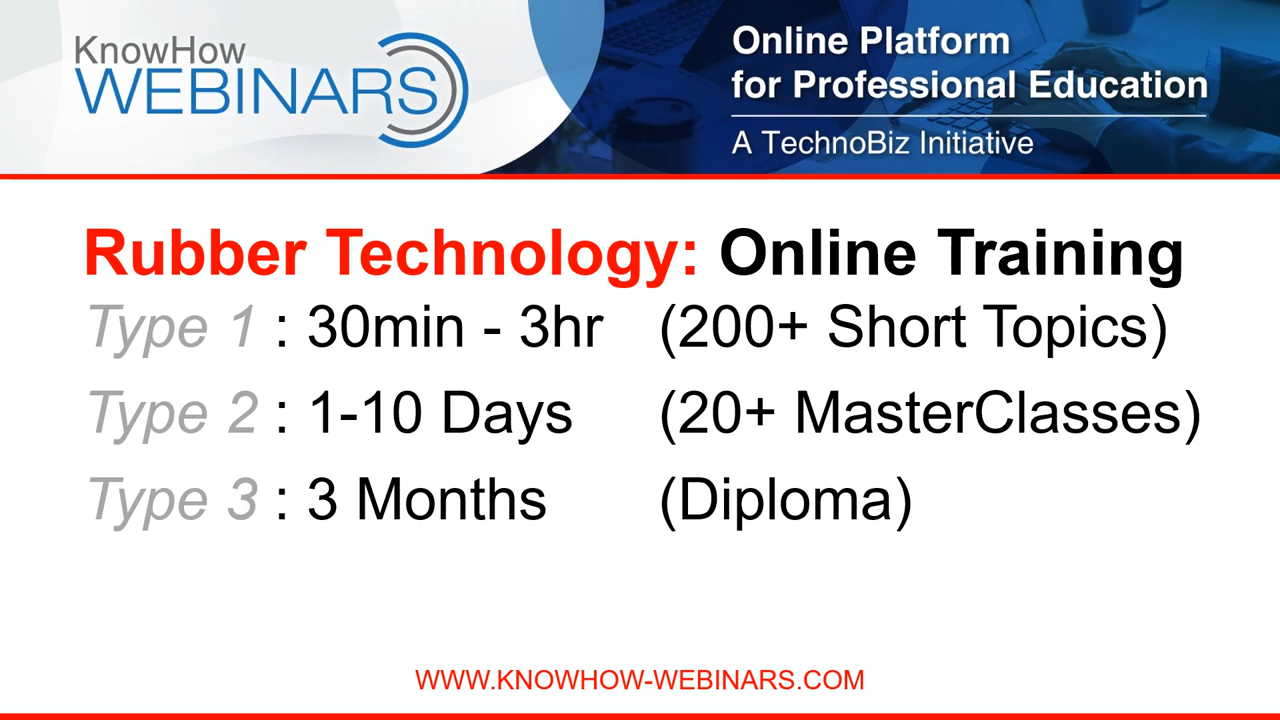 KnowHow
WEBINARS
Online Platform
for Professional Education
A TechnoBiz Initiative
Rubber Technology: Online Training
Type 1 : 30min - 3hr (200+ Short Topics)
Type 2 : 1-10 Days (20+ MasterClasses)
Type 3 : 3 Months (Diploma)
WWW.KNOWHOW-WEBINARS.COM